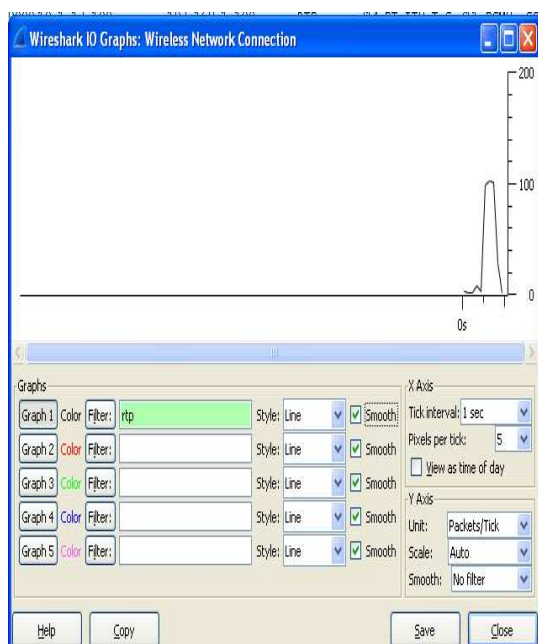 Wireshark IO Graphs: Wireless Network Connection
200
100
0
0s
Graphs
Graph 1 Color Filter: rtp Style: Line Smooth
Graph 2 Color Filter: Style: Line Smooth
Graph 3 Color Filter: Style: Line Smooth
Graph 4 Color Filter: Style: Line Smooth
Graph 5 Color Filter: Style: Line Smooth
X Axis
Tick interval: 1 sec
Pixels per tick: 5
View as time of day
Y Axis
Unit: Packets/Tick
Scale: Auto
Smooth: No filter
Help Copy Save Close